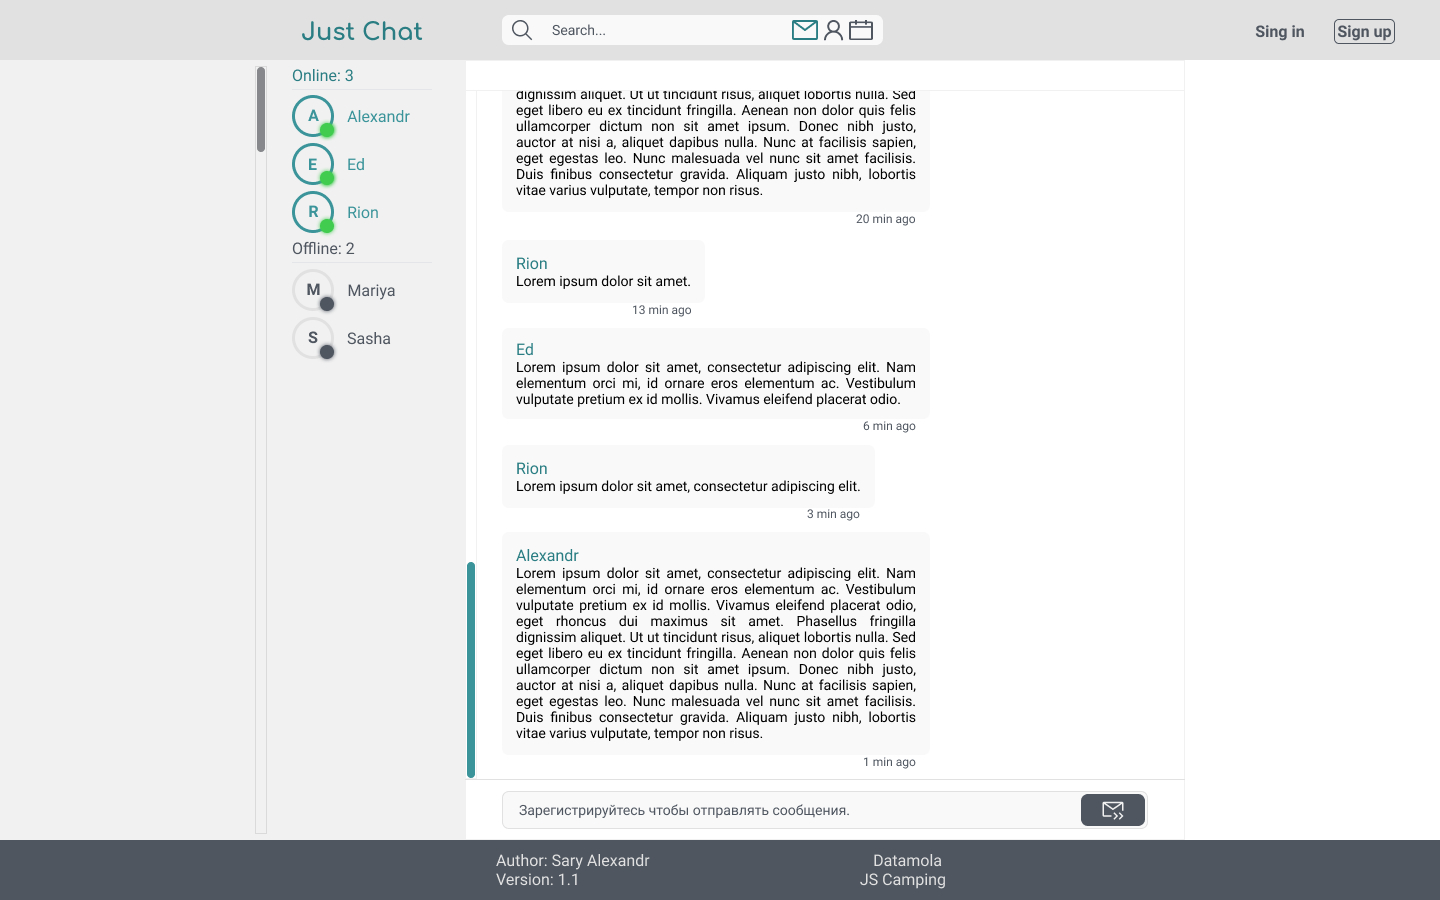 Just Chat
Search...
Sing in
Sign up
Online: 3
A
Alexandr
E
Ed
R
Rion
Offline: 2
M
Mariya
S
Sasha
dignissim aliquet. Ut ut tincidunt risus, aliquet lobortis nulla. Sed
eget libero eu ex tincidunt fringilla. Aenean non dolor quis felis
ullamcorper dictum non sit amet ipsum. Donec nibh justo,
auctor at nisi a, aliquet dapibus nulla. Nunc at facilisis sapien,
eget egestas leo. Nunc malesuada vel nunc sit amet facilisis.
Duis finibus consectetur gravida. Aliquam justo nibh, lobortis
vitae varius vulputate, tempor non risus.
20 min ago
Rion
Lorem ipsum dolor sit amet.
13 min ago
Ed
Lorem ipsum dolor sit amet, consectetur adipiscing elit. Nam
elementum orci mi, id ornare eros elementum ac. Vestibulum
vulputate pretium ex id mollis. Vivamus eleifend placerat odio.
6 min ago
Rion
Lorem ipsum dolor sit amet, consectetur adipiscing elit.
3 min ago
Alexandr
Lorem ipsum dolor sit amet, consectetur adipiscing elit. Nam
elementum orci mi, id ornare eros elementum ac. Vestibulum
vulputate pretium ex id mollis. Vivamus eleifend placerat odio,
eget rhoncus dui maximus sit amet. Phasellus fringilla
dignissim aliquet. Ut ut tincidunt risus, aliquet lobortis nulla. Sed
eget libero eu ex tincidunt fringilla. Aenean non dolor quis felis
ullamcorper dictum non sit amet ipsum. Donec nibh justo,
auctor at nisi a, aliquet dapibus nulla. Nunc at facilisis sapien,
eget egestas leo. Nunc malesuada vel nunc sit amet facilisis.
Duis finibus consectetur gravida. Aliquam justo nibh, lobortis
vitae varius vulputate, tempor non risus.
1 min ago
Зарегистрируйтесь чтобы отправлять сообщения.
Author: Sary Alexandr
Version: 1.1
Datamola
JS Camping